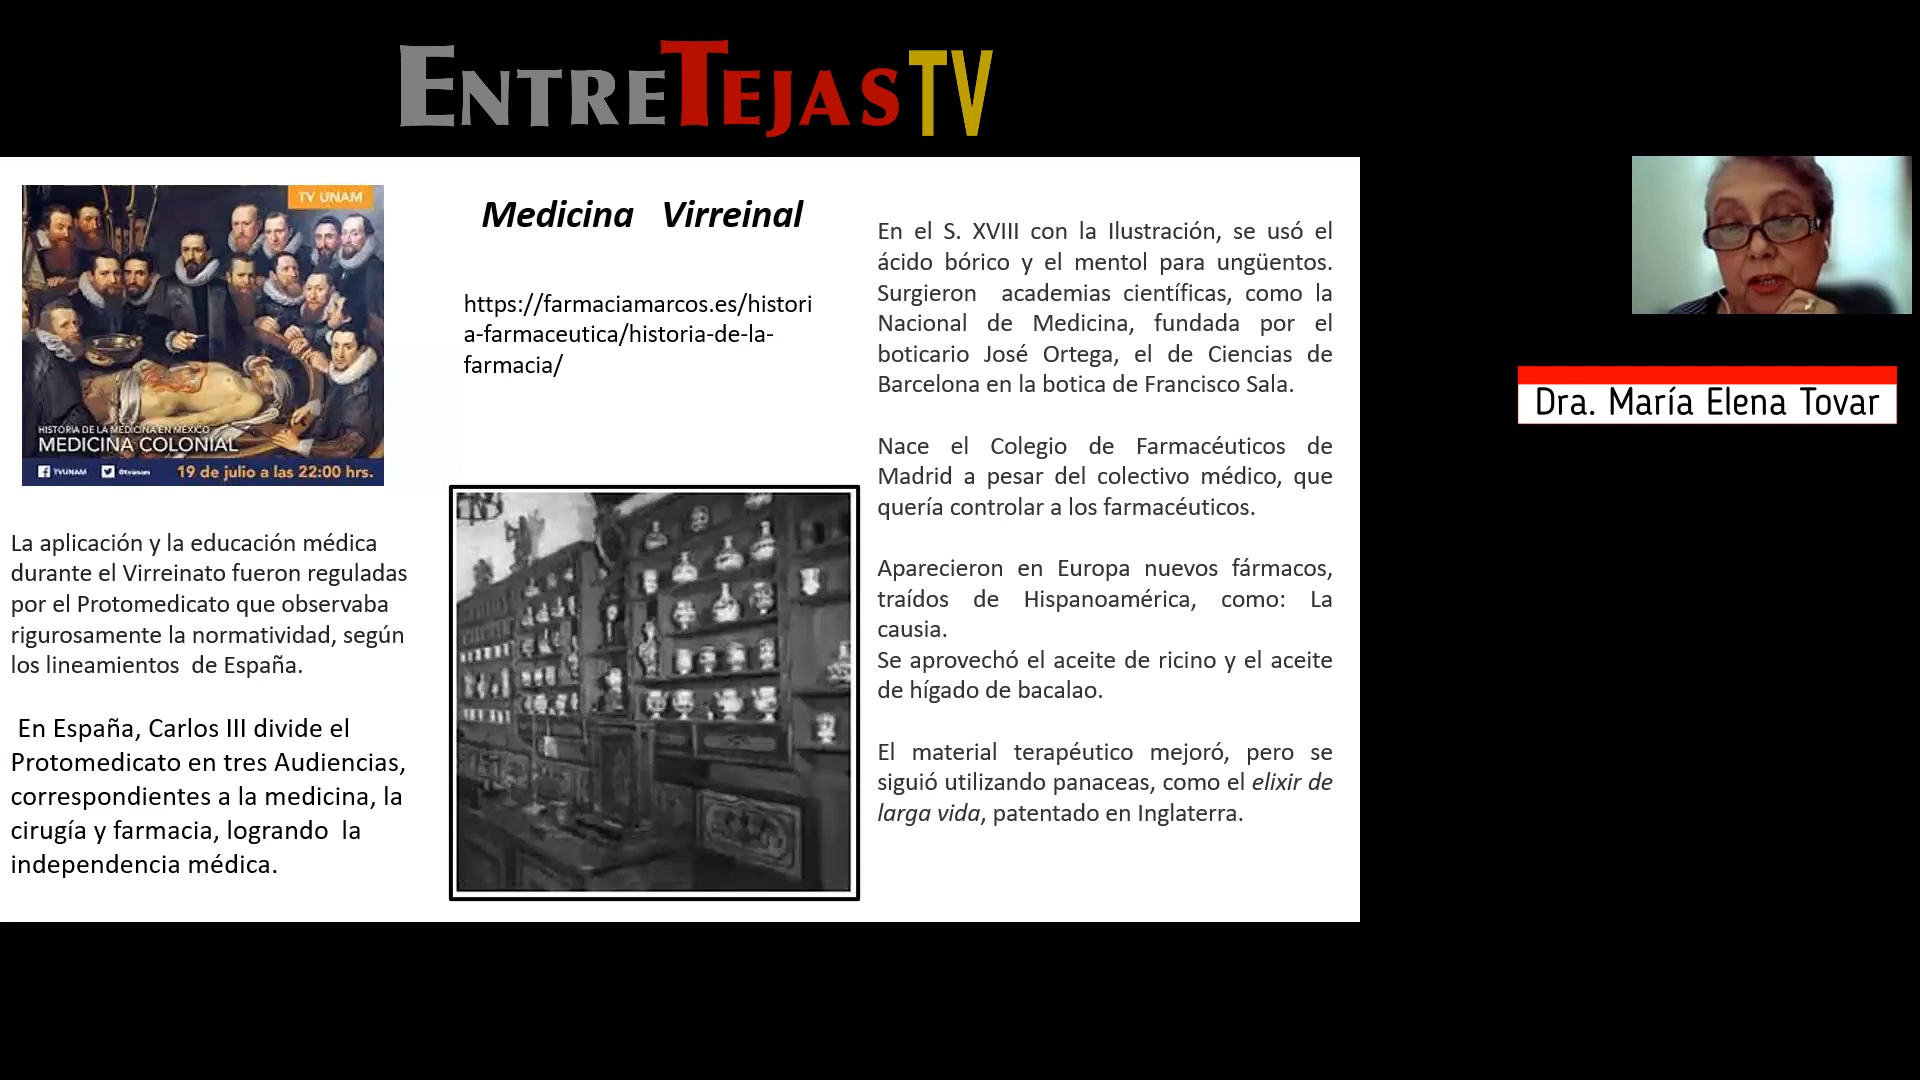 ENTRETEJASTV
TV UNAM
HISTORIA DE LA MEDICINA EN MÉXICO
MEDICINA COLONIAL
TVUNAM @tvunam 19 de julio a las 22:00 hrs.
La aplicación y la educación médica
durante el Virreinato fueron reguladas
por el Protomedicato que observaba
rigurosamente la normatividad, según
los lineamientos de España.
En España, Carlos III divide el
Protomedicato en tres Audiencias,
correspondientes a la medicina, la
cirugía y farmacia, logrando la
independencia médica.
Medicina Virreinal
https://farmaciamarcos.es/histori
a-farmaceutica/historia-de-la-
farmacia/
En el S. XVIII con la Ilustración, se usó el
ácido bórico y el mentol para ungüentos.
Surgieron academias científicas, como la
Nacional de Medicina, fundada por el
boticario José Ortega, el de Ciencias de
Barcelona en la botica de Francisco Sala.
Nace el Colegio de Farmacéuticos de
Madrid a pesar del colectivo médico, que
quería controlar a los farmacéuticos.
Aparecieron en Europa nuevos fármacos,
traídos de Hispanoamérica, como: La
causia.
Se aprovechó el aceite de ricino y el aceite
de hígado de bacalao.
El material terapéutico mejoró, pero se
siguió utilizando panaceas, como el elixir de
larga vida, patentado en Inglaterra.
Dra. María Elena Tovar